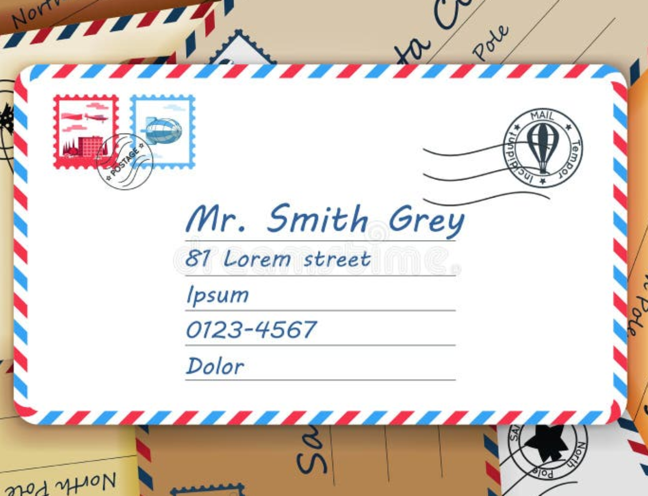 North
ta C
Pole
POSTAGE
MAIL
Incididunt
Tempor
Mr. Smith Grey
81 Lorem street
Ipsum
0123-4567
Dolor
dreamstime.
Pole
North Pole
Sa
SA
North Pole